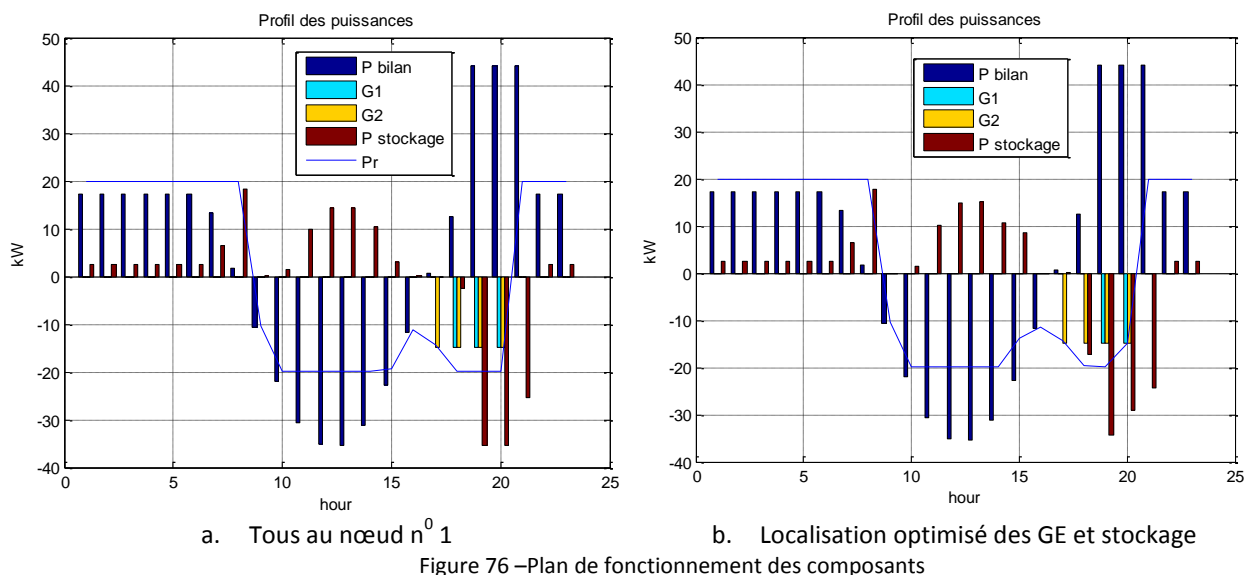 Profil des puissances
50
40
30
20
10
0
-10
-20
-30
-40
kW
0 5 10 15 20 25
hour
P bilan
G1
G2
P stockage
Pr
a. Tous au nœud n⁰ 1
Profil des puissances
50
40
30
20
10
0
-10
-20
-30
-40
kW
0 5 10 15 20 25
hour
P bilan
G1
G2
P stockage
b. Localisation optimisé des GE et stockage
Figure 76 –Plan de fonctionnement des composants